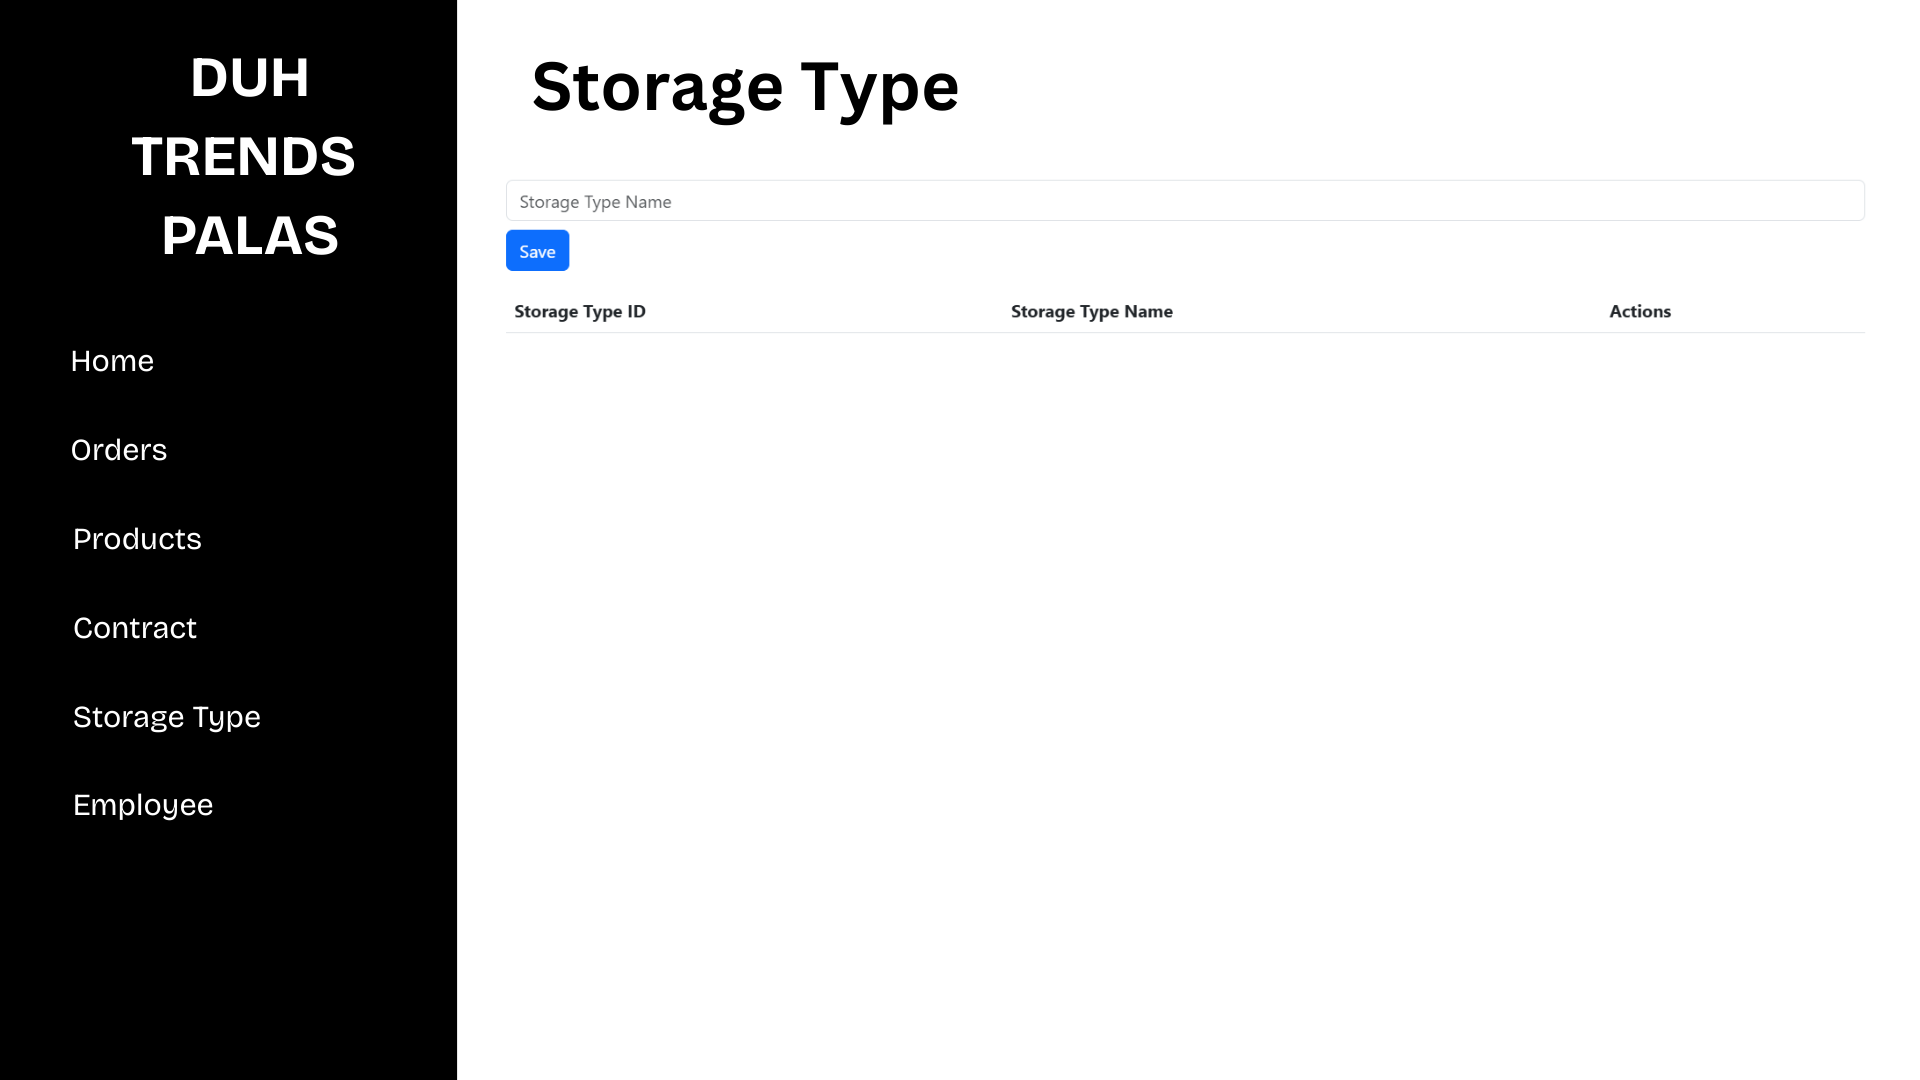 DUH
TRENDS
PALAS
Home
Orders
Products
Contract
Storage Type
Employee
Storage Type
Storage Type Name
Save
Storage Type ID Storage Type Name Actions